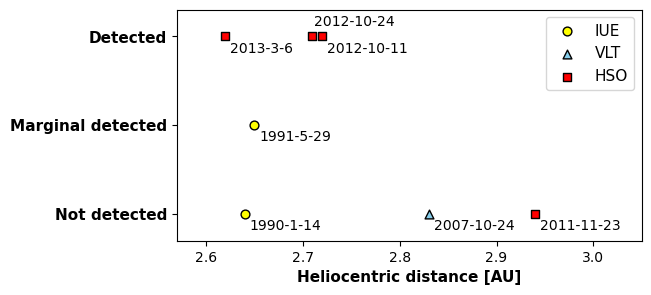 2012-10-24
Detected
2013-3-6
2012-10-11
IUE
VLT
HSO
Marginal detected
1991-5-29
Not detected
1990-1-14
2007-10-24
2011-11-23
2.6 2.7 2.8 2.9 3.0
Heliocentric distance [AU]